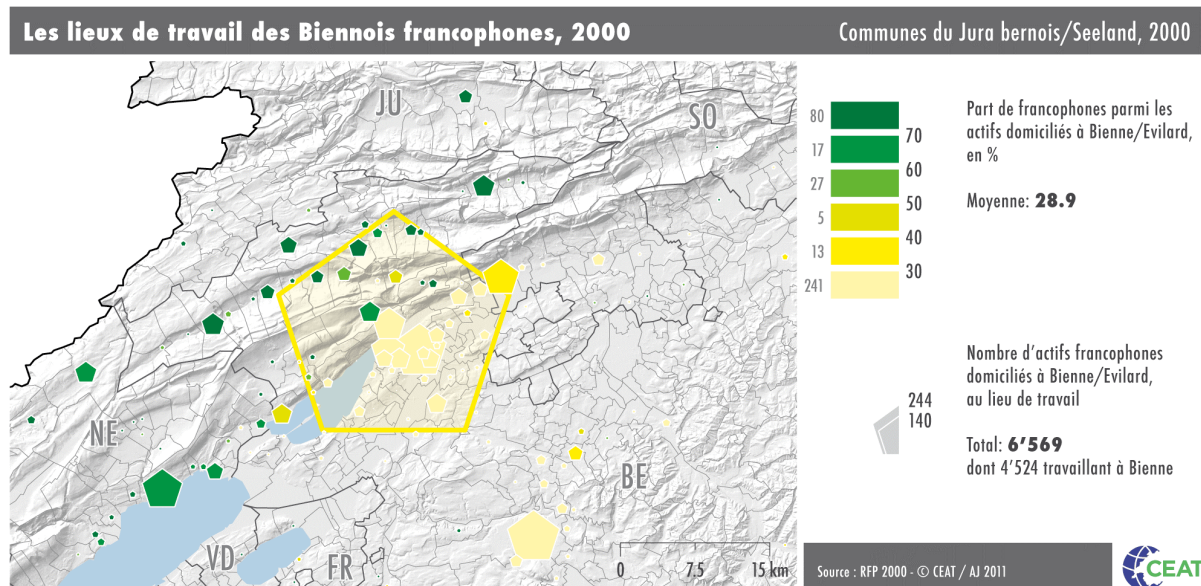 Les lieux de travail des Biennois francophones, 2000
Communes du Jura bernois/Seeland, 2000
JU
SO
NE
BE
VD
FR
0 7.5 15 km
80
17
27
5
13
241
70
60
50
40
30
Part de francophones parmi les
actifs domiciliés à Bienne/Evilard,
en %
Moyenne: 28.9
244
140
Nombre d'actifs francophones
domiciliés à Bienne/Evilard,
au lieu de travail
Total: 6'569
dont 4'524 travaillant à Bienne
Source : RFP 2000 - © CEAT / AJ 2011
CEAT